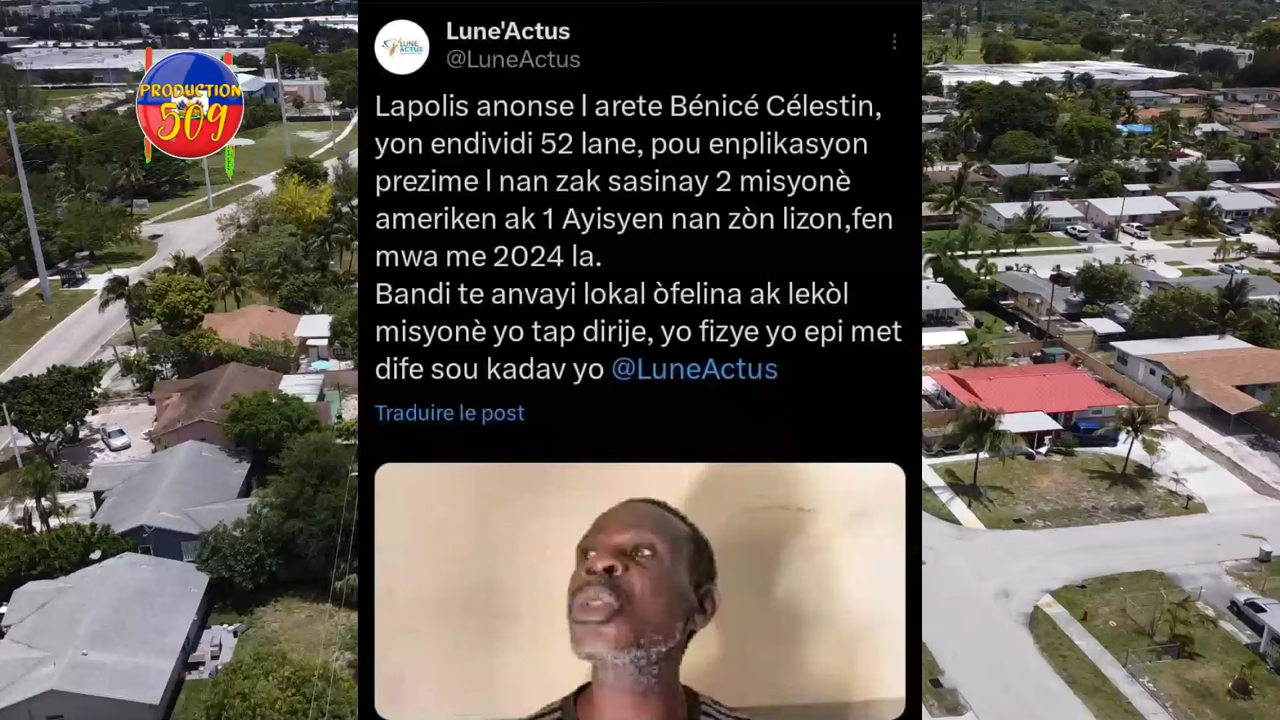 PRODUCTION
509
LUNE
ACTUS
Lune'Actus
@LuneActus
Lapolis anonse l arete Bénicé Célestin,
yon endividi 52 lane, pou enplikasyon
prezime l nan zak sasinay 2 misyonè
ameriken ak 1 Ayisyen nan zòn lizon,fen
mwa me 2024 la.
Bandi te anvayi lokal òfelina ak lekòl
misyonè yo tap dirije, yo fizye yo epi met
dife sou kadav yo @LuneActus
Traduire le post